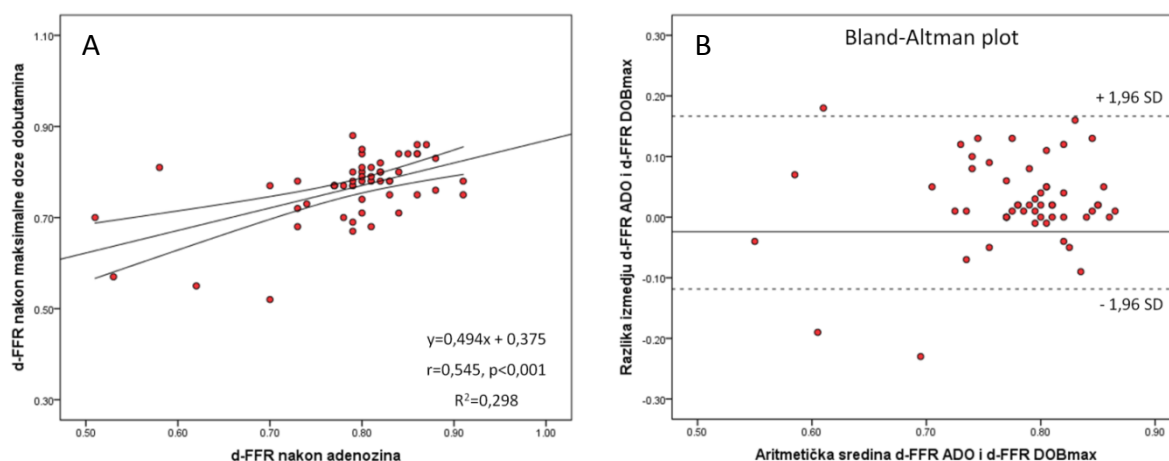 A
d-FFR nakon maksimalne doze dobutamina
1.10
0.90
0.70
0.50
0.30
y=0,494x + 0,375
r=0,545, p<0,001
R²=0,298
0.50 0.60 0.70 0.80 0.90 1.00
d-FFR nakon adenozina
B
Bland-Altman plot
Razlika izmedju d-FFR ADO i d-FFR DOBmax
0.30
0.20
0.10
0.00
-0.10
-0.20
-0.30
+ 1,96 SD
- 1,96 SD
0.50 0.60 0.70 0.80 0.90
Aritmetička sredina d-FFR ADO i d-FFR DOBmax